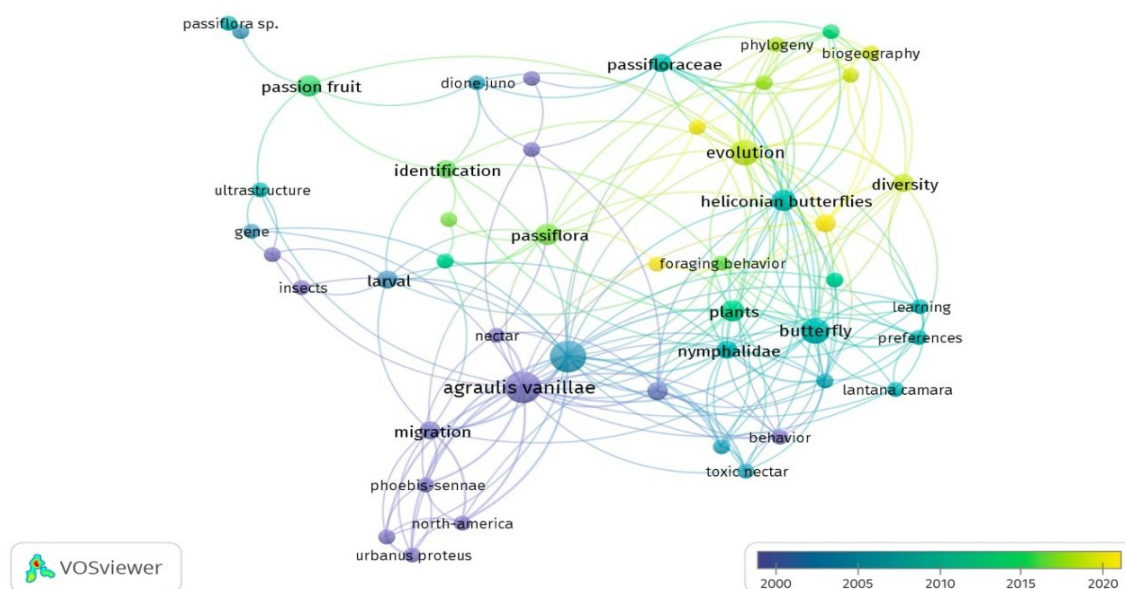 passiflora sp.
phylogeny
biogeography
passifloraceae
passion fruit
dione juno
evolution
identification
diversity
ultrastructure
heliconian butterflies
gene
passiflora
foraging behavior
larval
insects
learning
plants
nectar
butterfly
preferences
nymphalidae
agraulis vanillae
lantana camara
migration
behavior
toxic nectar
phoebis-sennae
north-america
urbanus proteus
VOSviewer
2000 2005 2010 2015 2020